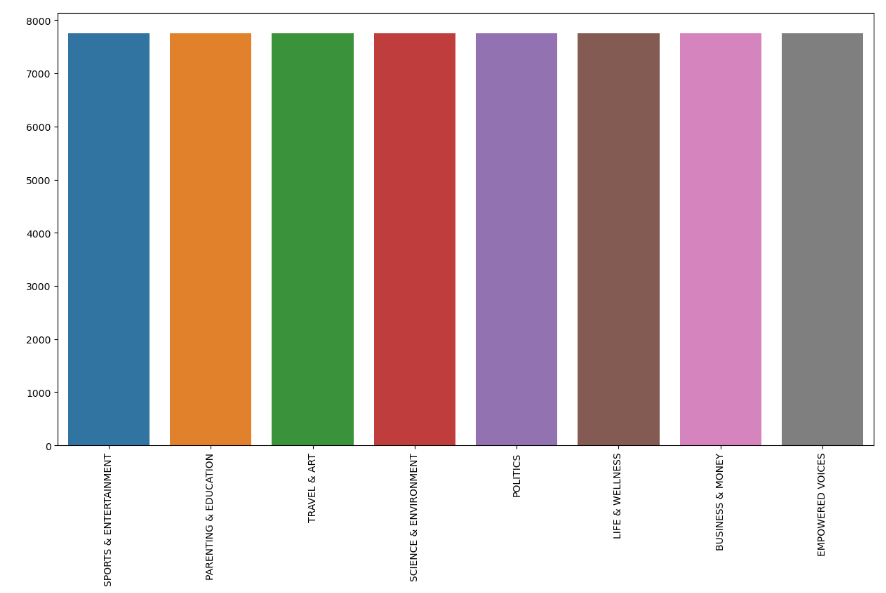 8000
7000
6000
5000
4000
3000
2000
1000
0
SPORTS & ENTERTAINMENT
PARENTING & EDUCATION
TRAVEL & ART
SCIENCE & ENVIRONMENT
POLITICS
LIFE & WELLNESS
BUSINESS & MONEY
EMPOWERED VOICES